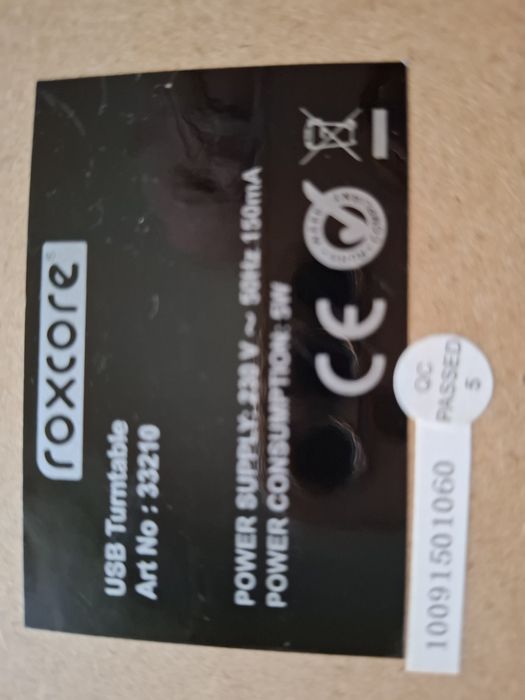 roxcore
USB Turntable
Art No : 33210
POWER SUPPLY: 230 V ~ 50Hz 150mA
POWER CONSUMPTION: 5W
CE
QC
PASSED
5
10091501060